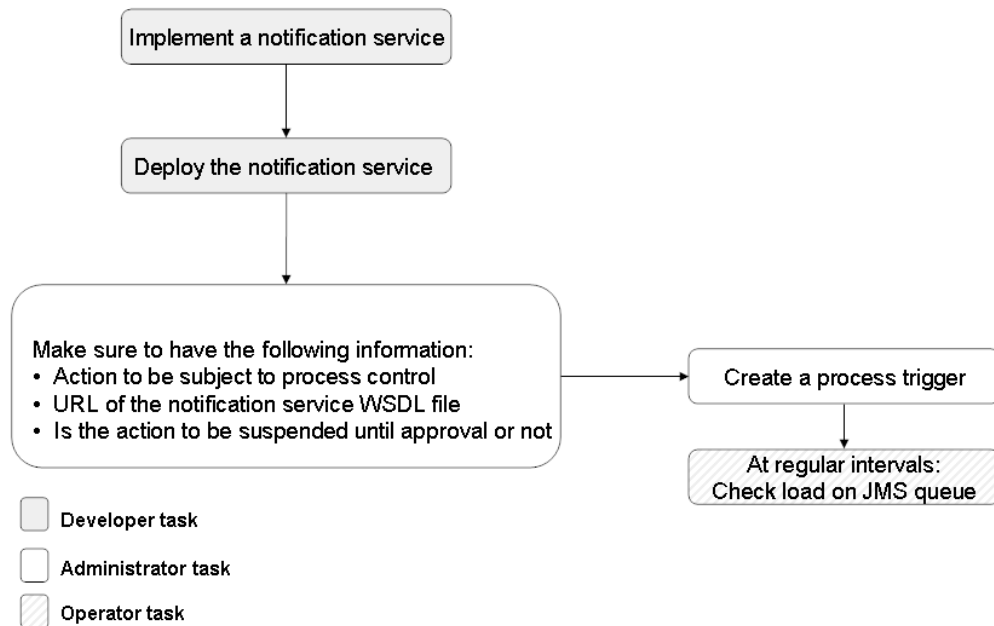 Implement a notification service
Deploy the notification service
Make sure to have the following information:
• Action to be subject to process control
• URL of the notification service WSDL file
• Is the action to be suspended until approval or not
Create a process trigger
At regular intervals:
Check load on JMS queue
Developer task
Administrator task
Operator task